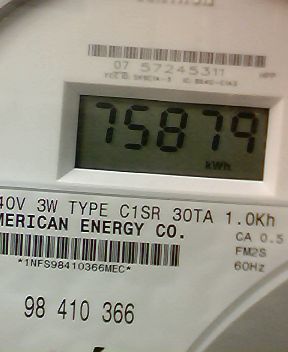 07 57245311
75879
kWh
40V 3W TYPE C1SR 30TA 1.0Kh
MERICAN ENERGY CO.
CA 0.5
FM2S
60Hz
*1NFS98410366MEC*
98 410 366